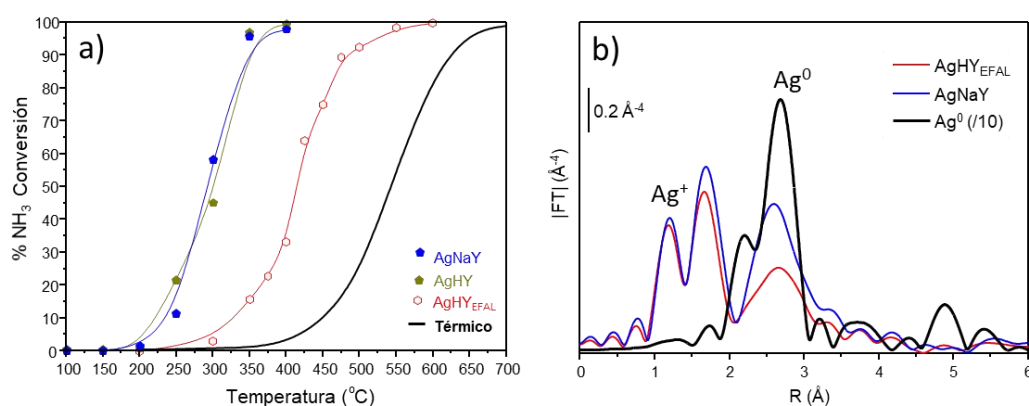 a)
% NH₃ Conversión
100
90
80
70
60
50
40
30
20
10
0
AgNaY
AgHY
AgHY_EFAL
Térmico
100 150 200 250 300 350 400 450 500 550 600 650 700
Temperatura (°C)
b)
Ag⁰
AgHY_EFAL
AgNaY
Ag⁰ (/10)
0.2 Å⁻⁴
Ag⁺
|FT| (Å⁻⁴)
0 1 2 3 4 5 6
R (Å)